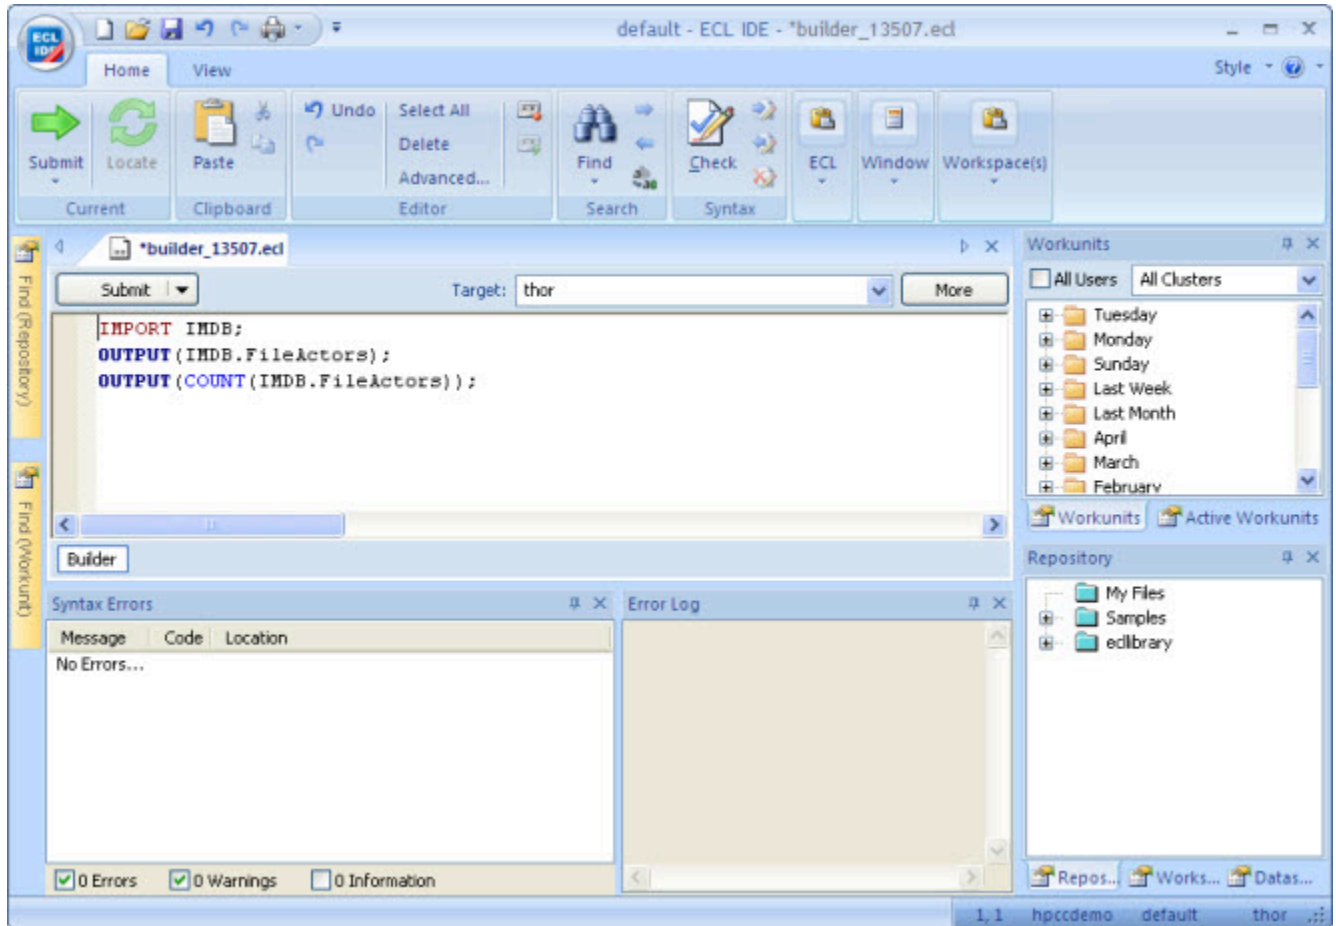 default - ECL IDE - *builder_13507.ecl
ECL
IDE
Home View Style
Submit Locate Paste Undo Select All Delete Advanced... Find Check ECL Window Workspace(s)
Current Clipboard Editor Search Syntax
Find (Repository)
Find (Workunit)
*builder_13507.ecl
Submit Target: thor More
IMPORT IMDB;
OUTPUT(IMDB.FileActors);
OUTPUT(COUNT(IMDB.FileActors));
Builder
Syntax Errors
Message Code Location
No Errors...
0 Errors 0 Warnings 0 Information
Error Log
Workunits
All Users All Clusters
Tuesday
Monday
Sunday
Last Week
Last Month
April
March
February
Workunits Active Workunits
Repository
My Files
Samples
eclibrary
Repos... Works... Datas...
1, 1 hpccdemo default thor